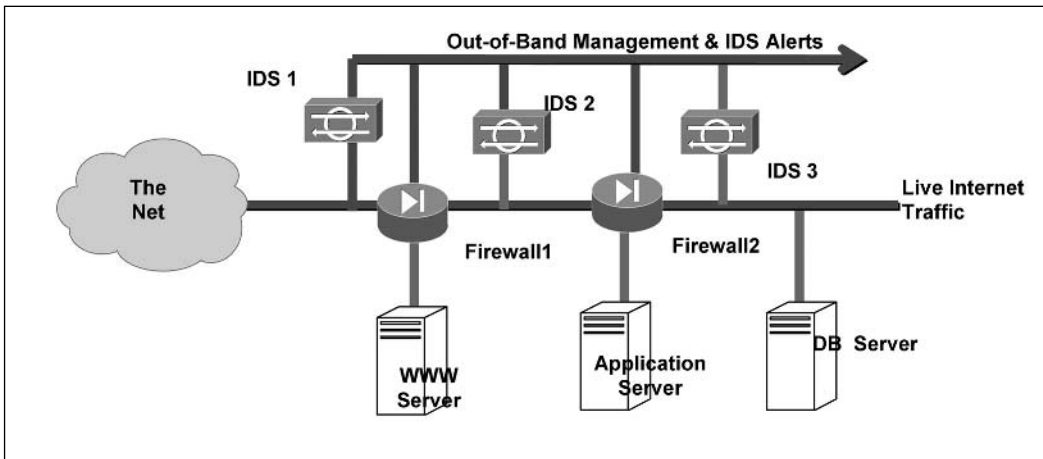 Out-of-Band Management & IDS Alerts
IDS 1
IDS 2
IDS 3
The
Net
Live Internet
Traffic
Firewall1
Firewall2
WWW
Server
Application
Server
DB Server